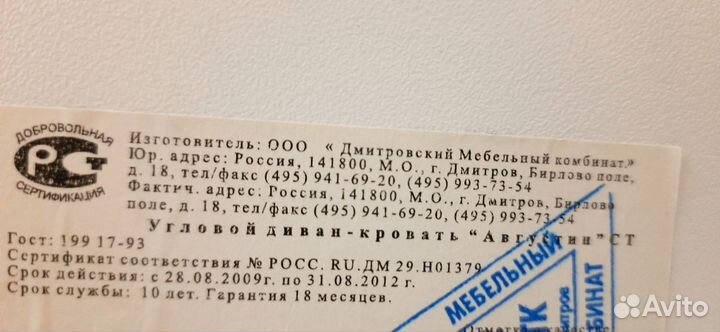 ДОБРОВОЛЬНАЯ
РСТ
СЕРТИФИКАЦИЯ
Изготовитель: ООО « Дмитровский Мебельный комбинат.”
Юр. адрес: Россия, 141800, М.О., г. Дмитров, Бирлово поле,
д. 18, тел/факс (495) 941-69-20, (495) 993-73-54
Фактич. адрес: Россия, 141800, М.О., г. Дмитров, Бирлово
поле, д. 18, тел/факс (495) 941-69-20, (495) 993-73-54
Угловой диван-кровать “Августин” СТ
Гост: 199 17-93
Сертификат соответствия № РОСС. RU.ДМ 29.Н01379
Срок действия: с 28.08.2009г. по 31.08.2012 г.
Срок службы: 10 лет. Гарантия 18 месяцев.
МЕБЕЛЬНЫЙ
Avito